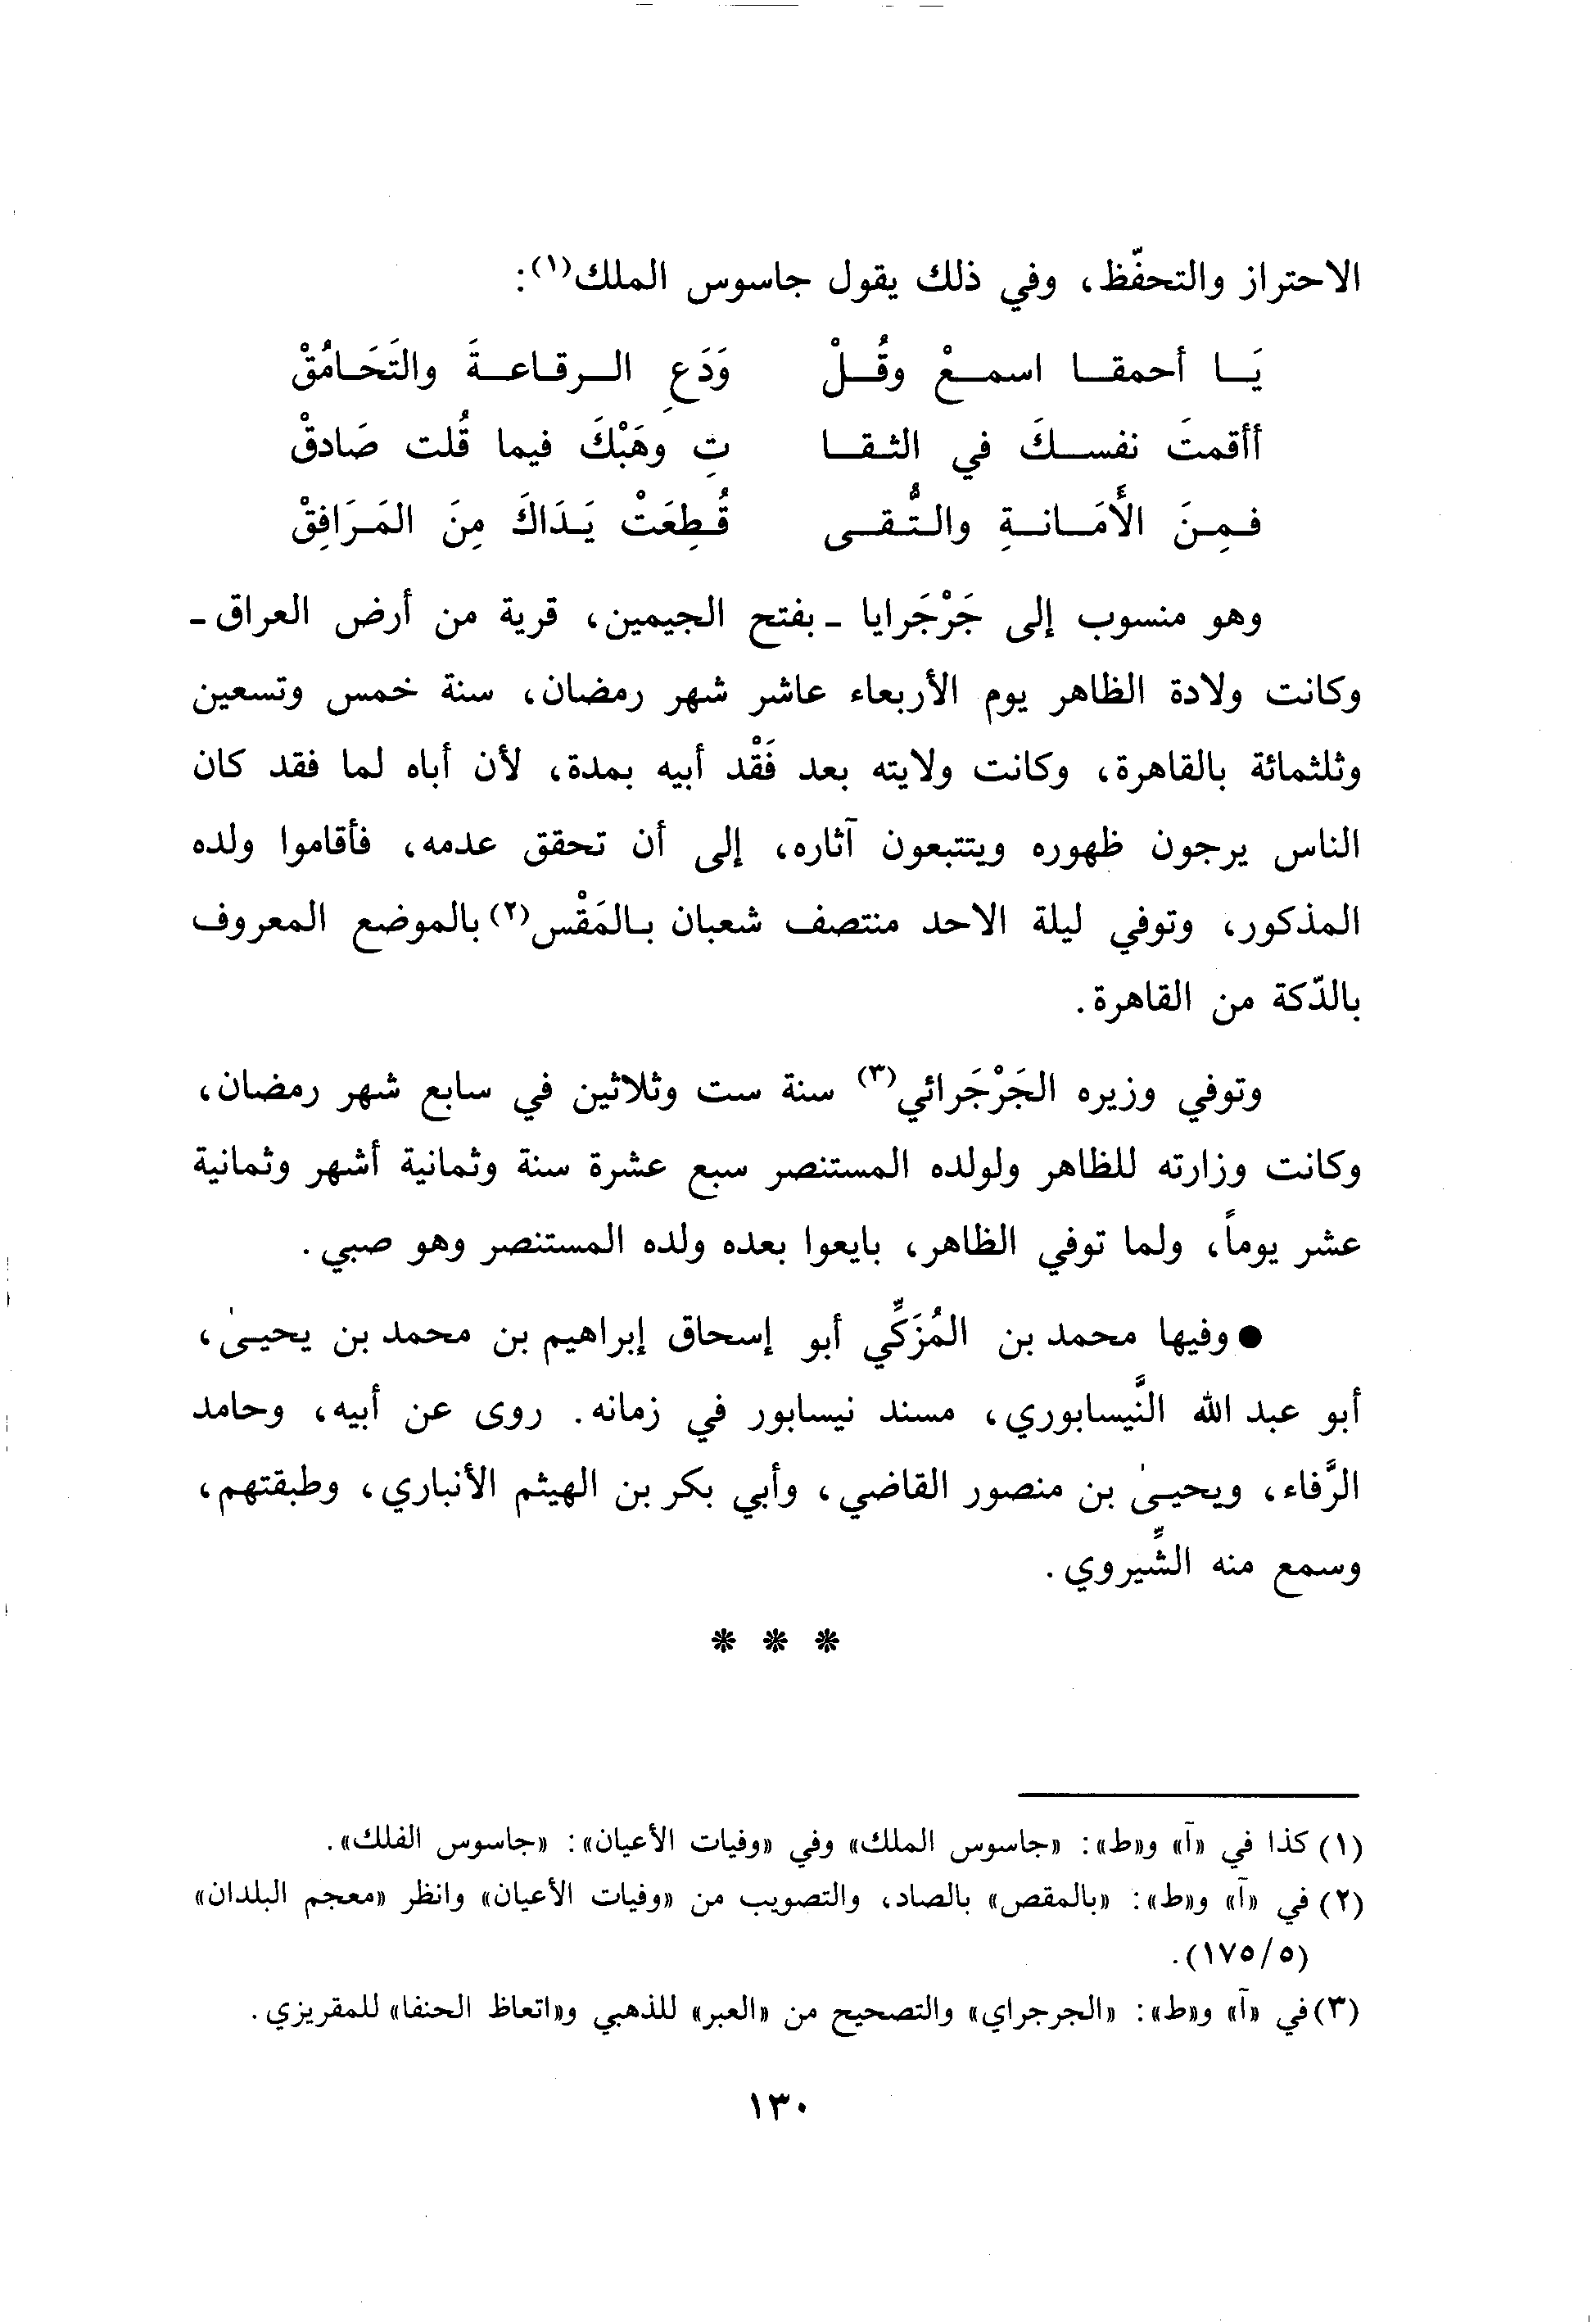 الاحتراز والتحفّظ، وفي ذلك يقول جاسوس الملك(١):
يَا أحمقا اسمعْ وقُلْ وَدَعِ الرقاعةَ والتَحَامُقْ
أأقمتَ نفسكَ في الثقا تِ وهَبْكَ فيما قُلت صَادِقْ
فمِنَ الأَمَانةِ والتُّقى قُطِعَتْ يَدَاكَ مِنَ المَرَافِقْ
وهو منسوب إلى جَرْجَرايا - بفتح الجيمين، قرية من أرض العراق -
وكانت ولادة الظاهر يوم الأربعاء عاشر شهر رمضان، سنة خمس وتسعين
وثلثمائة بالقاهرة، وكانت ولايته بعد فَقْد أبيه بمدة، لأن أباه لما فقد كان
الناس يرجون ظهوره ويتتبعون آثاره، إلى أن تحقق عدمه، فأقاموا ولده
المذكور، وتوفي ليلة الاحد منتصف شعبان بالمَقْس(٢) بالموضع المعروف
بالدّكة من القاهرة.
وتوفي وزيره الجَرْجَرائي(٣) سنة ست وثلاثين في سابع شهر رمضان،
وكانت وزارته للظاهر ولولده المستنصر سبع عشرة سنة وثمانية أشهر وثمانية
عشر يوماً، ولما توفي الظاهر، بايعوا بعده ولده المستنصر وهو صبي.
● وفيها محمد بن المُزَكِّي أبو إسحاق إبراهيم بن محمد بن يحيىٰ،
أبو عبد الله النَّيسابوري، مسند نيسابور في زمانه. روى عن أبيه، وحامد
الرَّفاء، ويحيىٰ بن منصور القاضي، وأبي بكر بن الهيثم الأنباري، وطبقتهم،
وسمع منه الشِّيروي.
* * *
(١) كذا في «آ» و«ط»: «جاسوس الملك» وفي «وفيات الأعيان»: «جاسوس الفلك».
(٢) في «آ» و«ط»: «بالمقص» بالصاد، والتصويب من «وفيات الأعيان» وانظر «معجم البلدان»
(٥/١٧٥).
(٣) في «آ» و«ط»: «الجرجراي» والتصحيح من «العبر» للذهبي و«اتعاظ الحنفا» للمقريزي.
١٣٠